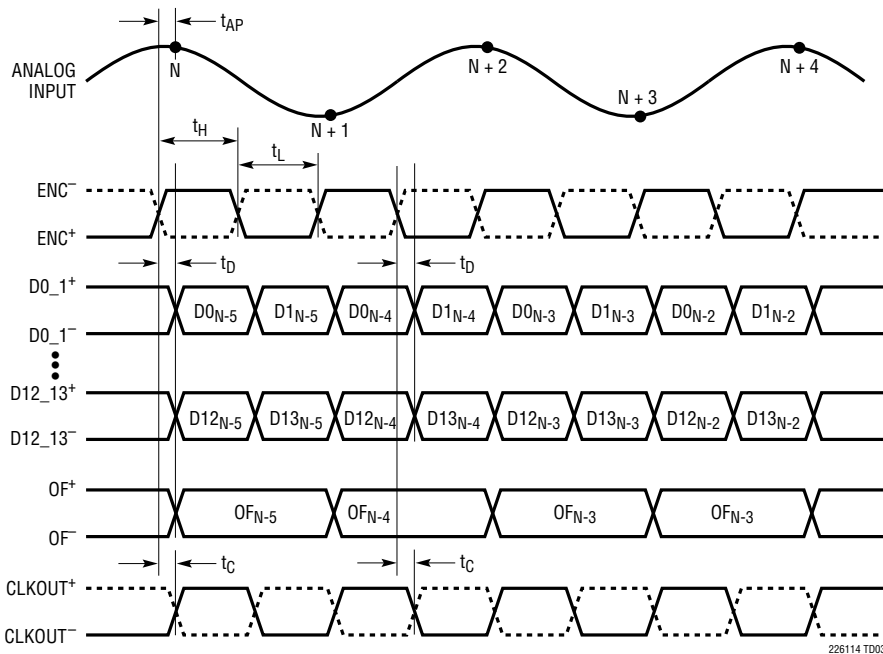 tAP
ANALOG
INPUT
N
N + 1
N + 2
N + 3
N + 4
tH
tL
ENC–
ENC+
tD
tD
D0_1+
D0N-5
D1N-5
D0N-4
D1N-4
D0N-3
D1N-3
D0N-2
D1N-2
D0_1–
D12_13+
D12N-5
D13N-5
D12N-4
D13N-4
D12N-3
D13N-3
D12N-2
D13N-2
D12_13–
OF+
OFN-5
OFN-4
OFN-3
OFN-3
OF–
tC
tC
CLKOUT+
CLKOUT–
226114 TD03